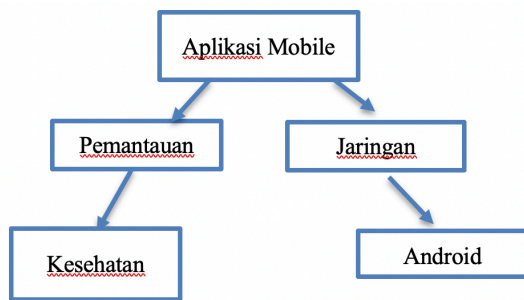 Aplikasi Mobile
Pemantauan
Jaringan
Kesehatan
Android